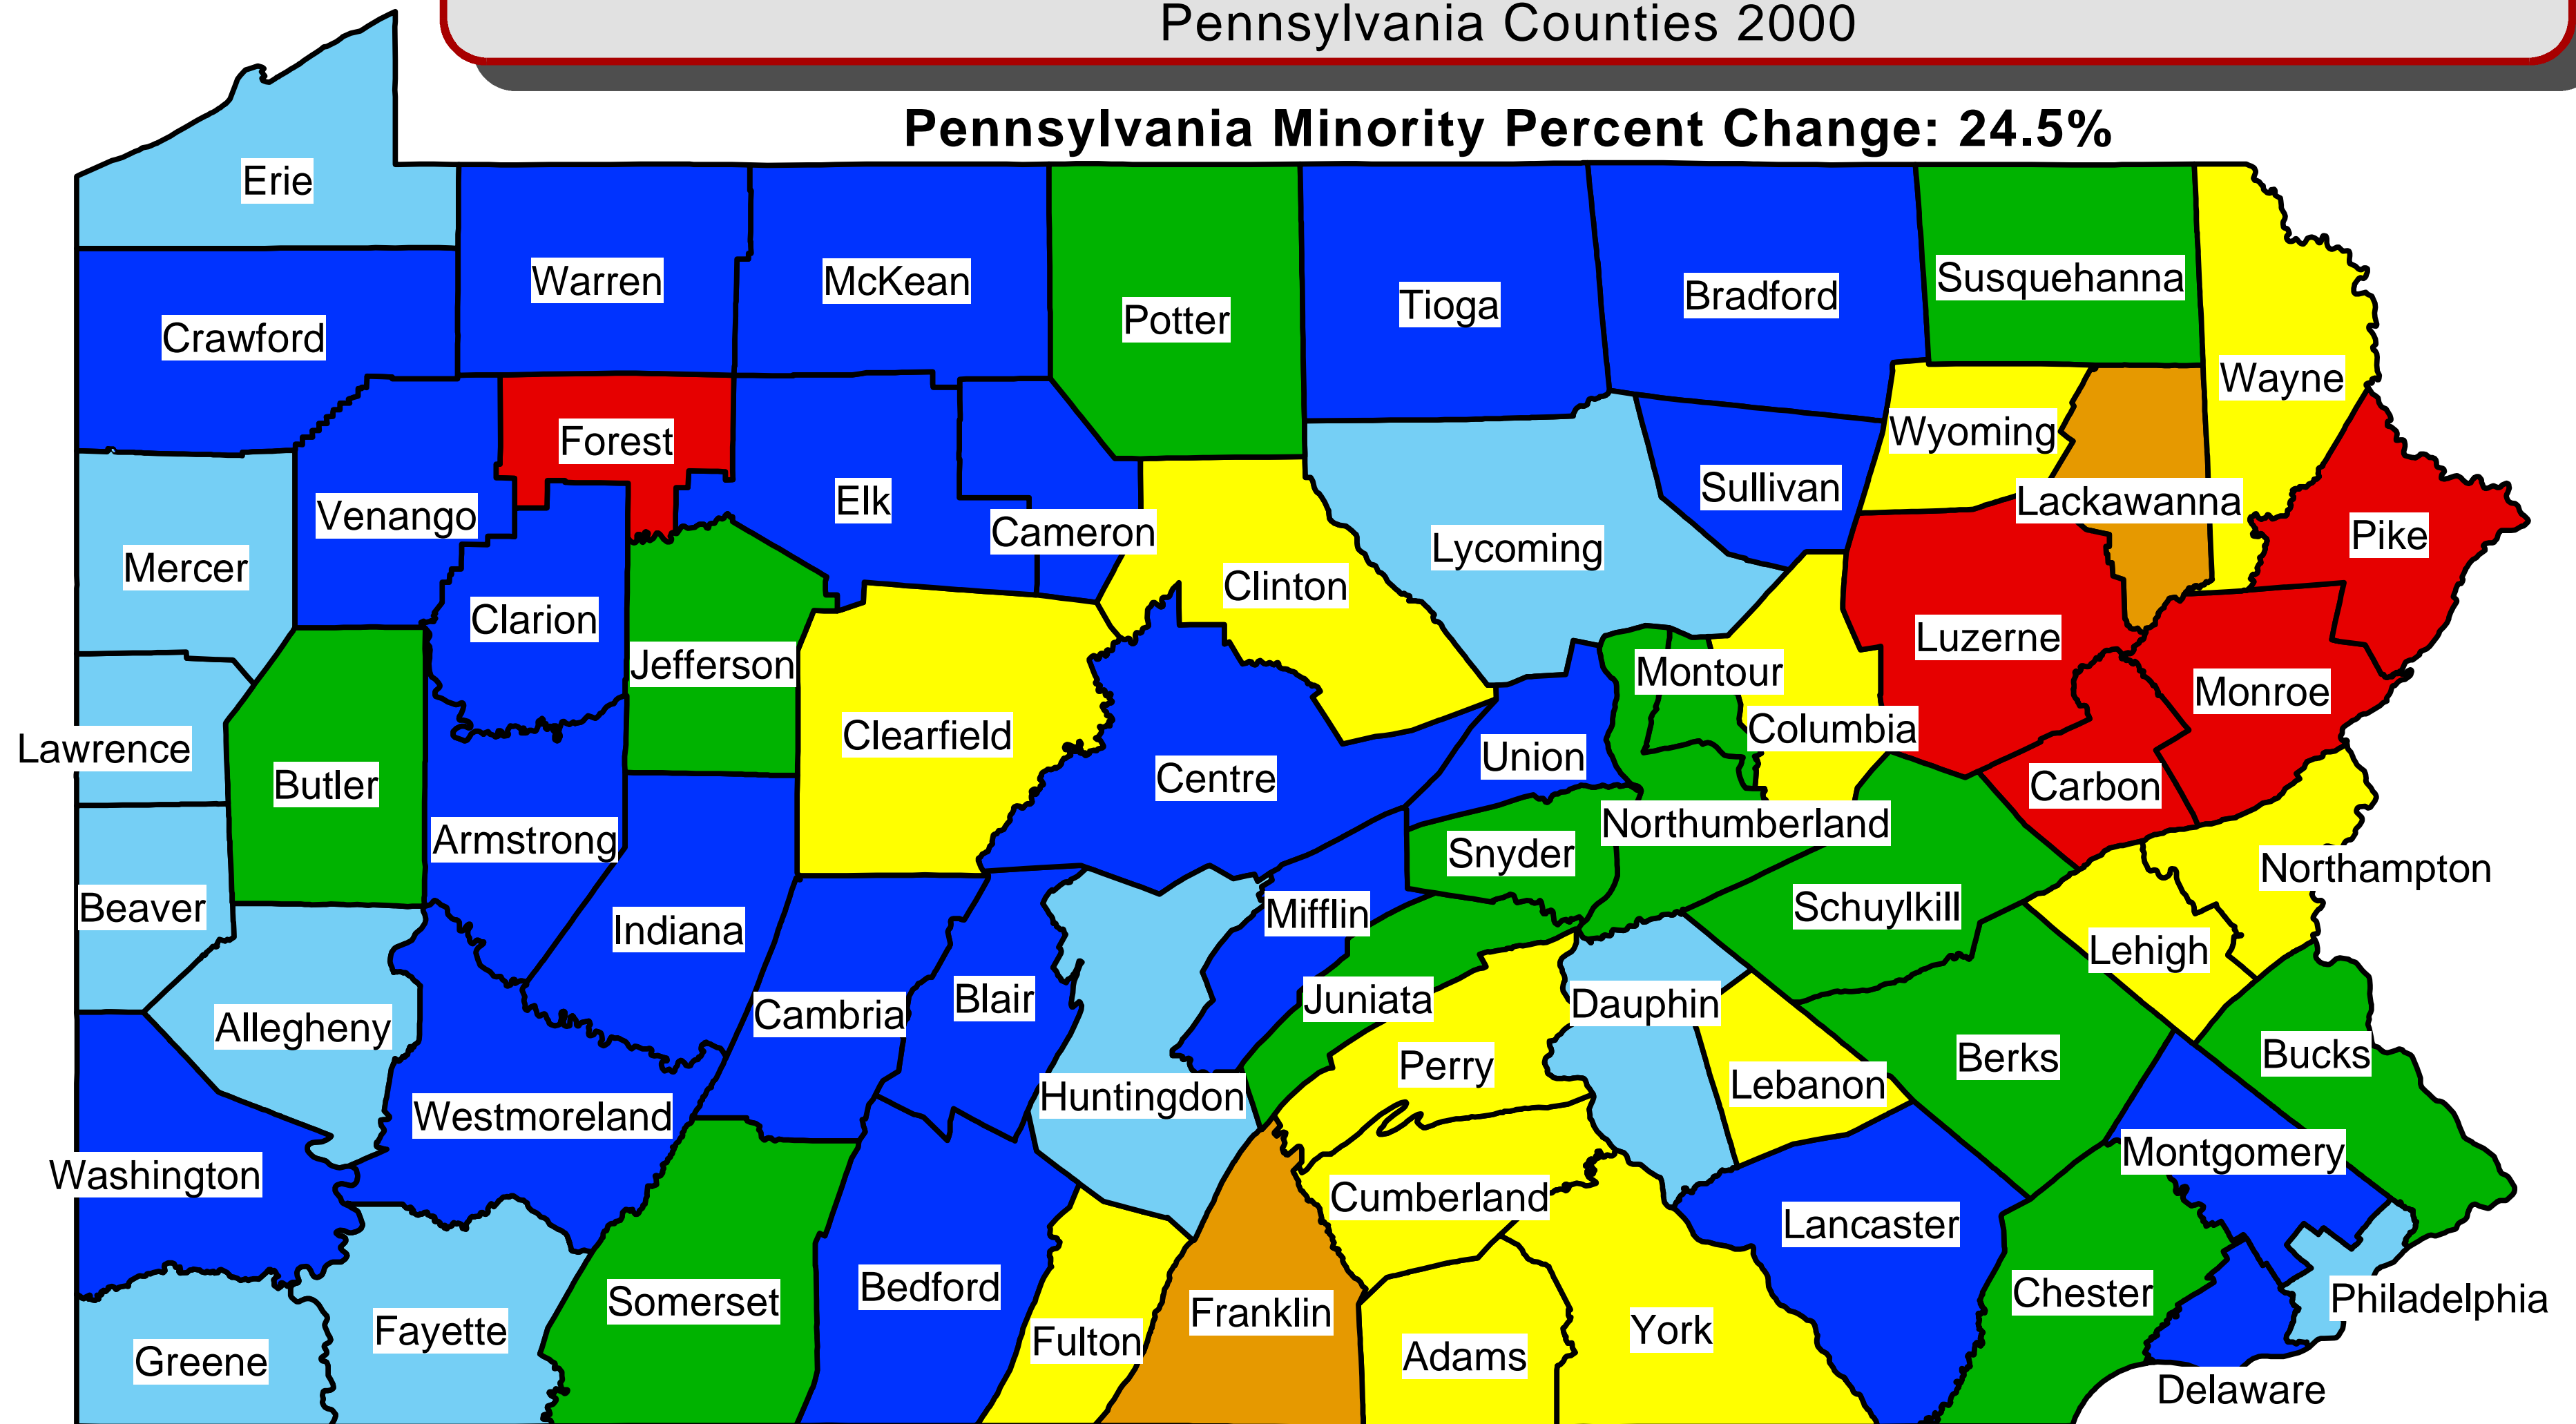 Pennsylvania Counties 2000
Pennsylvania Minority Percent Change: 24.5%
Erie
Warren
McKean
Potter
Tioga
Bradford
Susquehanna
Wayne
Crawford
Forest
Wyoming
Venango
Elk
Cameron
Sullivan
Lackawanna
Pike
Mercer
Clarion
Clinton
Lycoming
Jefferson
Montour
Luzerne
Monroe
Lawrence
Butler
Clearfield
Centre
Union
Columbia
Carbon
Armstrong
Snyder
Northumberland
Northampton
Beaver
Indiana
Mifflin
Schuylkill
Lehigh
Allegheny
Cambria
Blair
Juniata
Dauphin
Berks
Bucks
Westmoreland
Huntingdon
Perry
Lebanon
Washington
Cumberland
Lancaster
Montgomery
Greene
Fayette
Somerset
Bedford
Fulton
Franklin
Adams
York
Chester
Philadelphia
Delaware